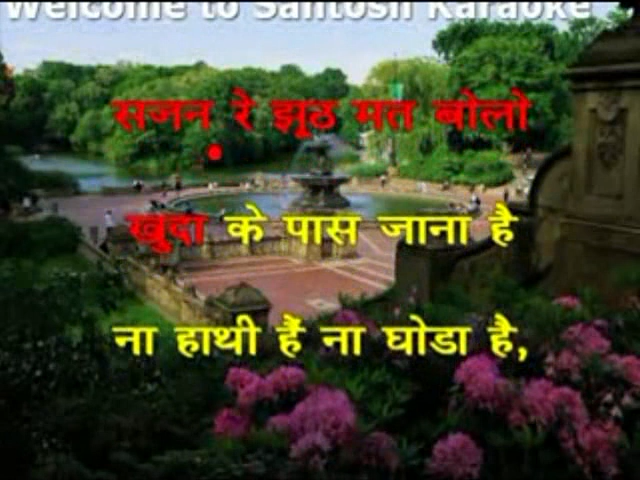 Welcome to Santosh Karaoke
सजन रे झूठ मत बोलो
खुदा के पास जाना है
ना हाथी हैं ना घोडा है,